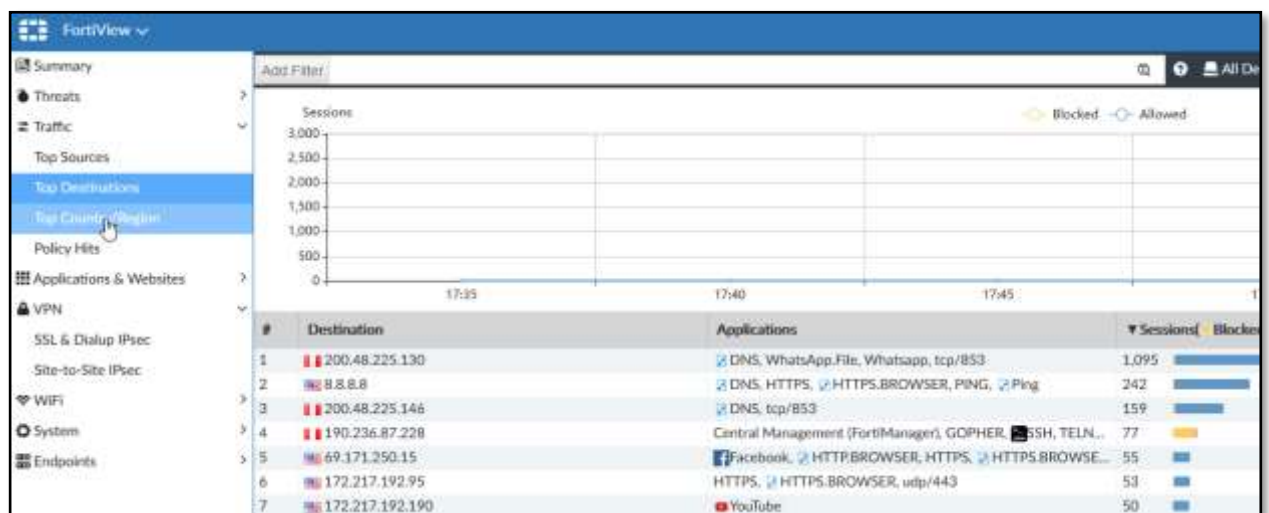 FortiView
Summary
Add Filter
All De
Threats
Traffic
Top Sources
Top Destinations
Top Country/Region
Policy Hits
Applications & Websites
VPN
SSL & Dialup IPsec
Site-to-Site IPsec
WiFi
System
Endpoints
Sessions
Blocked Allowed
3,000
2,500
2,000
1,500
1,000
500
0
17:35 17:40 17:45 1
# Destination Applications ▼ Sessions( Blocked
1 200.48.225.130 DNS, WhatsApp.File, Whatsapp, tcp/853 1,095
2 8.8.8.8 DNS, HTTPS, HTTPS.BROWSER, PING, Ping 242
3 200.48.225.146 DNS, tcp/853 159
4 190.236.87.228 Central Management (FortiManager), GOPHER, SSH, TELN... 77
5 69.171.250.15 Facebook, HTTP.BROWSER, HTTPS, HTTPS.BROWSE... 55
6 172.217.192.95 HTTPS, HTTPS.BROWSER, udp/443 53
7 172.217.192.190 YouTube 50